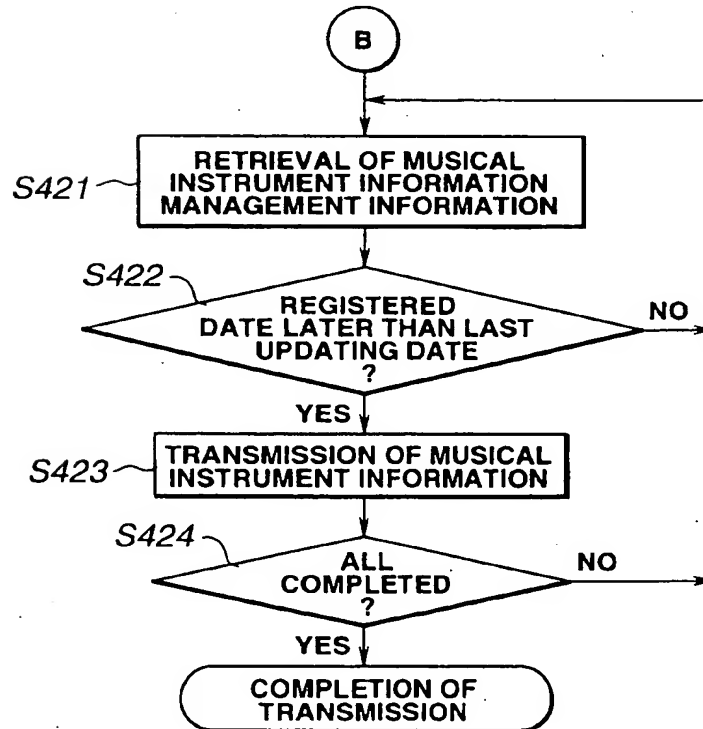 B
S421
RETRIEVAL OF MUSICAL
INSTRUMENT INFORMATION
MANAGEMENT INFORMATION
S422
REGISTERED
DATE LATER THAN LAST
UPDATING DATE
?
NO
YES
S423
TRANSMISSION OF MUSICAL
INSTRUMENT INFORMATION
S424
ALL
COMPLETED
?
NO
YES
COMPLETION OF
TRANSMISSION